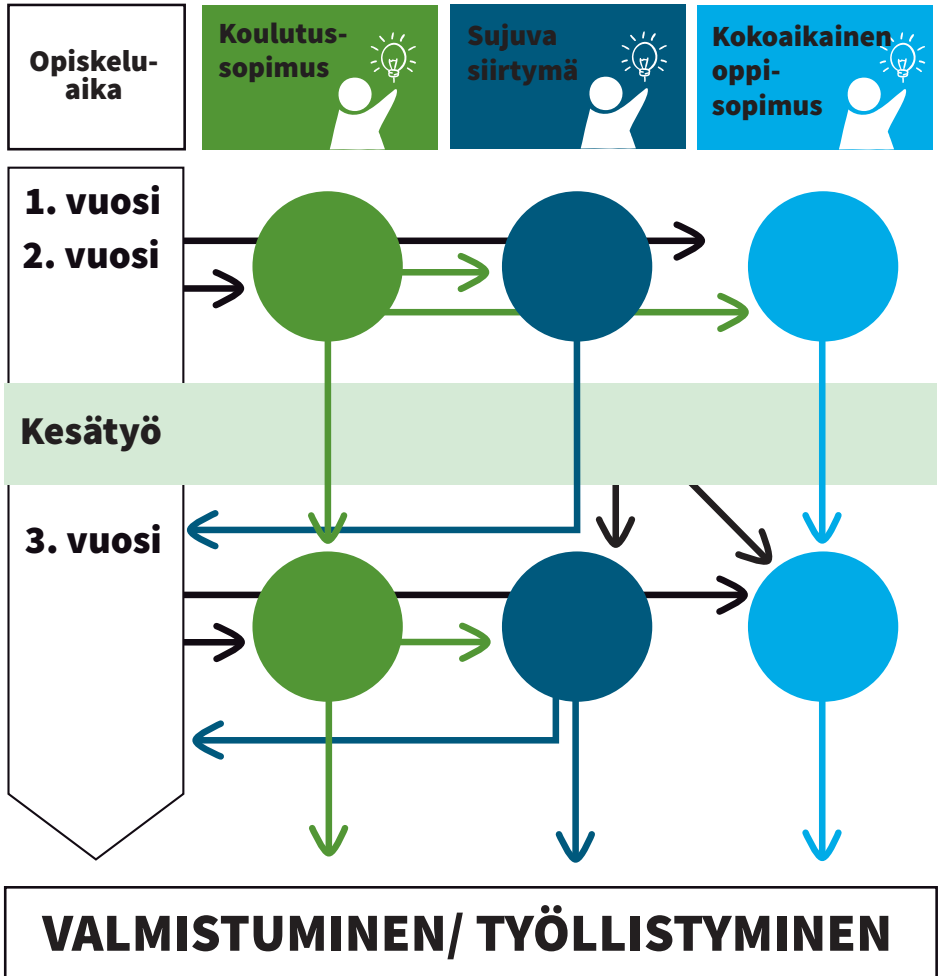 Opiskelu-
aika
Koulutus-
sopimus
Sujuva
siirtymä
Kokoaikainen
oppi-
sopimus
1. vuosi
2. vuosi
Kesätyö
3. vuosi
VALMISTUMINEN/ TYÖLLISTYMINEN